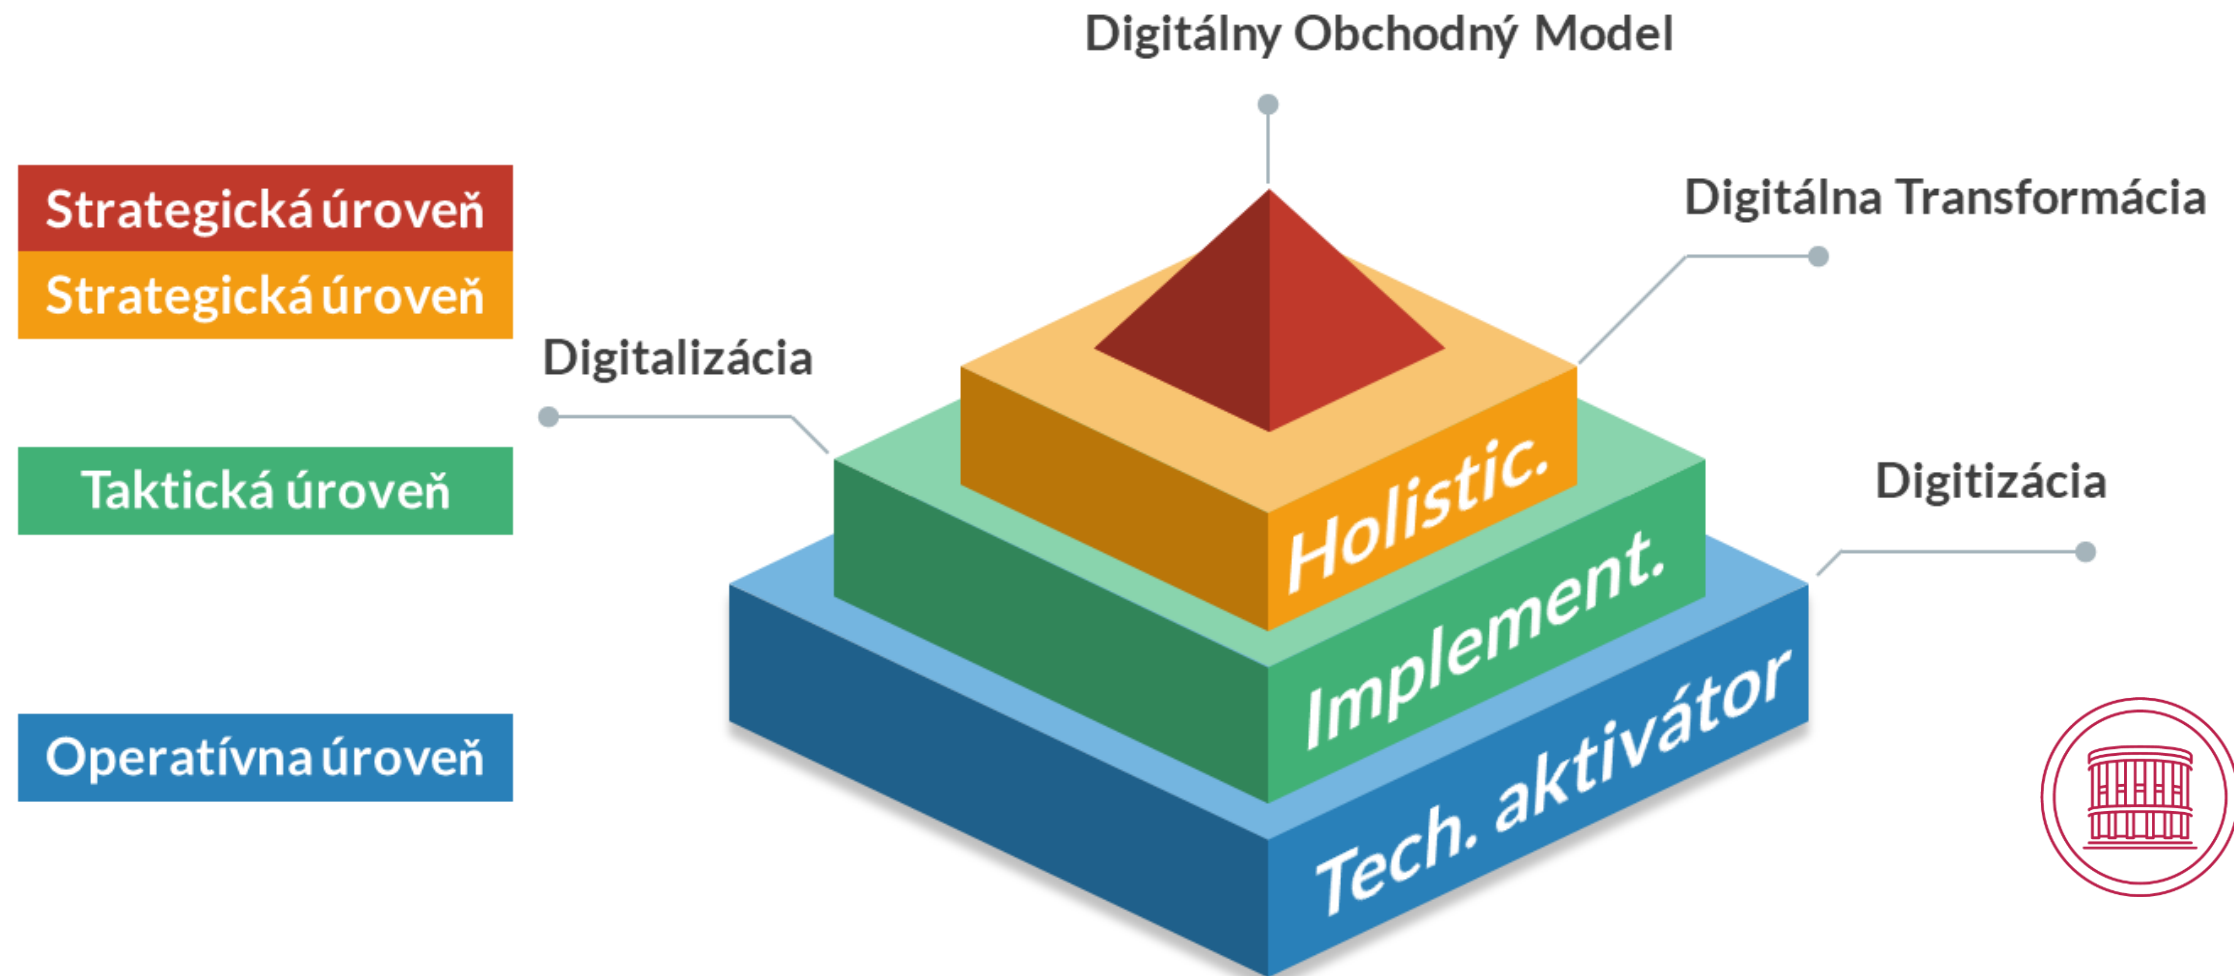 Digitálny Obchodný Model
Strategická úroveň
Digitálna Transformácia
Strategická úroveň
Digitalizácia
Taktická úroveň
Holistic.
Digitizácia
Implement.
Operatívna úroveň
Tech. aktivátor